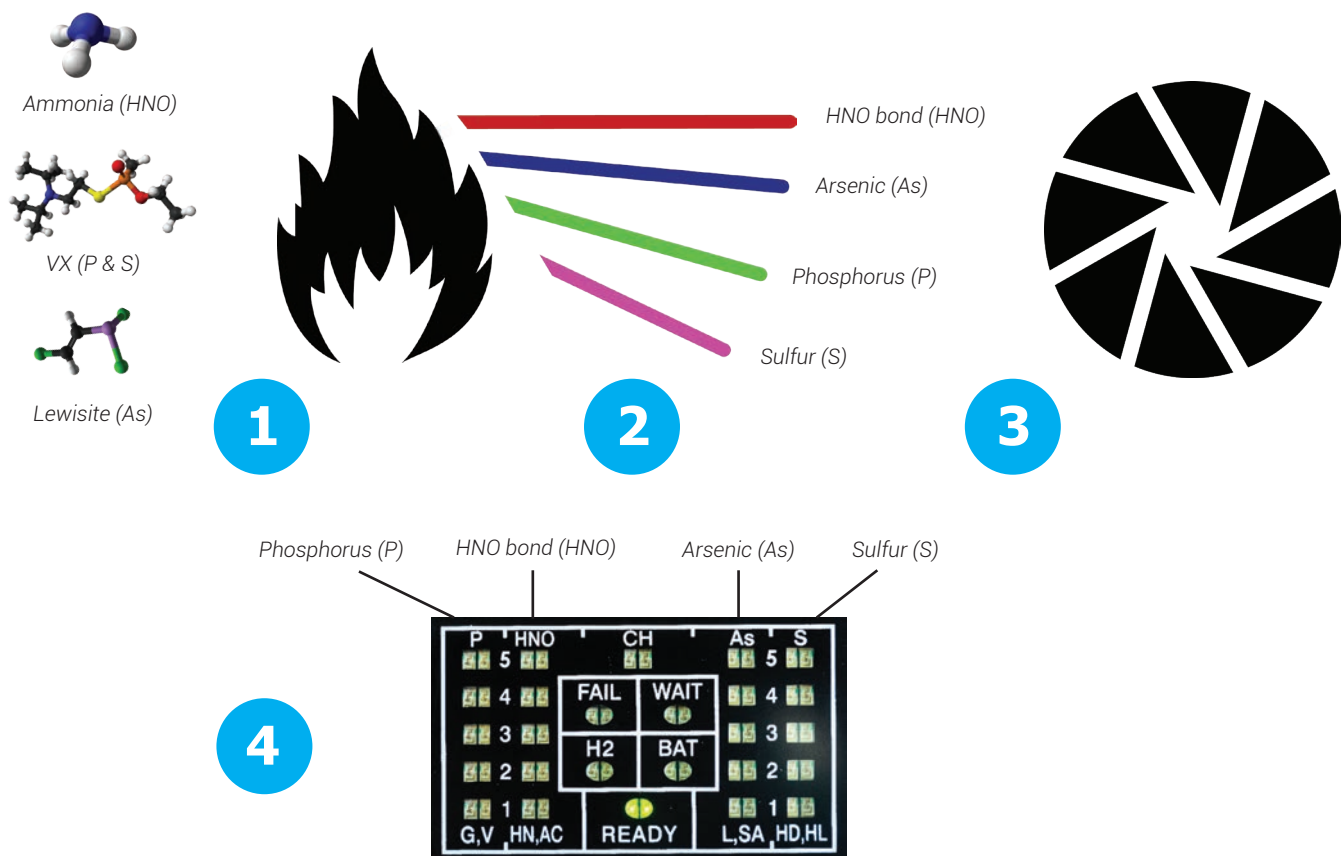 Ammonia (HNO)
VX (P & S)
Lewisite (As)
HNO bond (HNO)
Arsenic (As)
Phosphorus (P)
Sulfur (S)
1
2
3
Phosphorus (P)
HNO bond (HNO)
Arsenic (As)
Sulfur (S)
4
P HNO CH As S
5 5
4 FAIL WAIT 4
3 3
H2 BAT
2 2
1 1
G,V HN,AC READY L,SA HD,HL